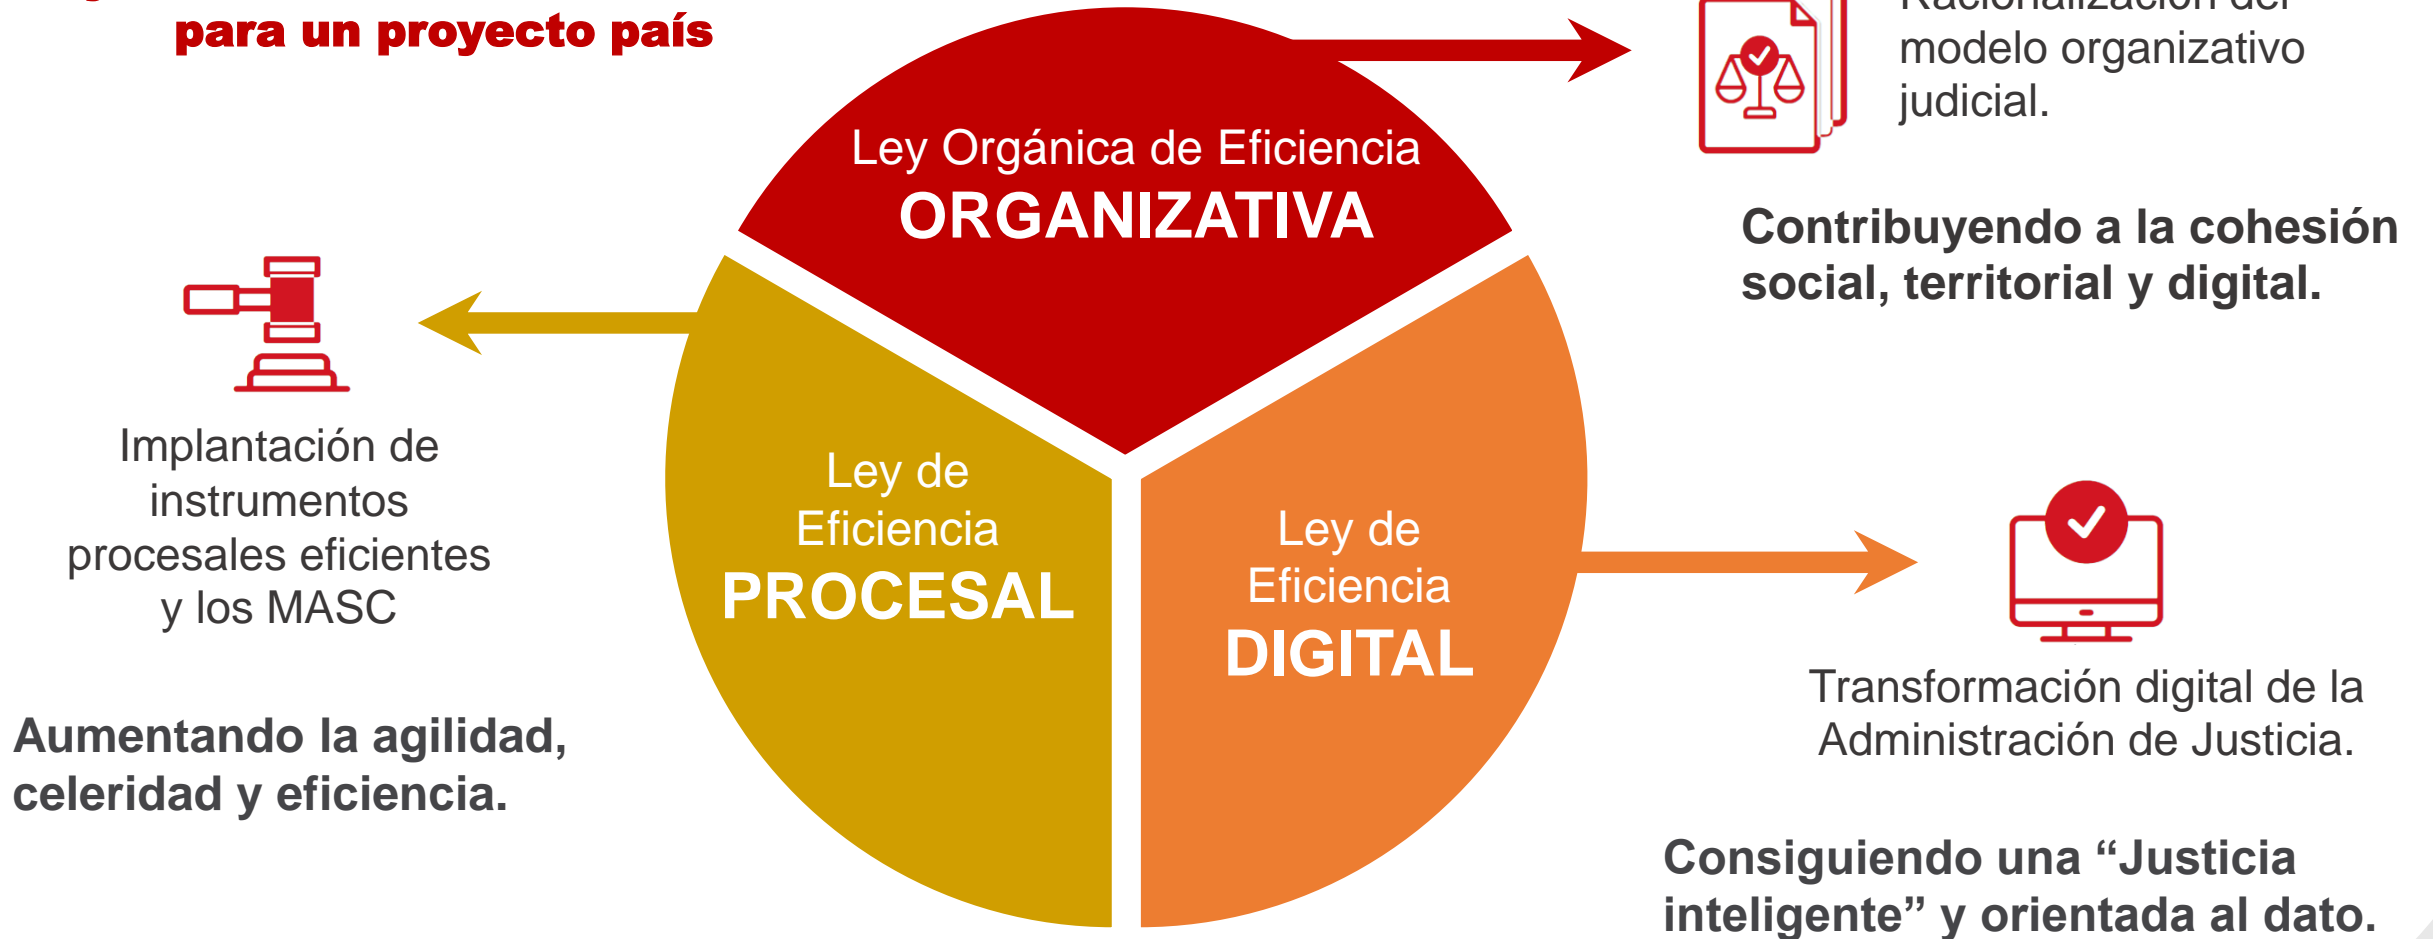 para un proyecto país
Racionalización del
modelo organizativo
judicial.
Contribuyendo a la cohesión
social, territorial y digital.
Ley Orgánica de Eficiencia
ORGANIZATIVA
Implantación de
instrumentos
procesales eficientes
y los MASC
Aumentando la agilidad,
celeridad y eficiencia.
Ley de
Eficiencia
PROCESAL
Ley de
Eficiencia
DIGITAL
Transformación digital de la
Administración de Justicia.
Consiguiendo una “Justicia
inteligente” y orientada al dato.